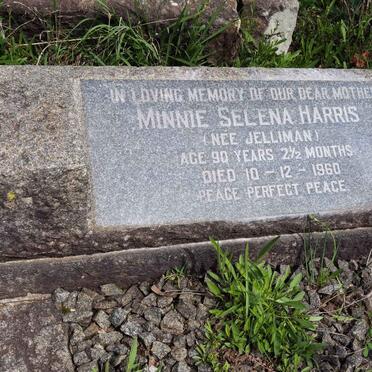 IN LOVING MEMORY OF OUR DEAR MOTHER
MINNIE SELENA HARRIS
(NEE JELLIMAN)
AGE 90 YEARS 2½ MONTHS
DIED 10-12-1960
PEACE PERFECT PEACE